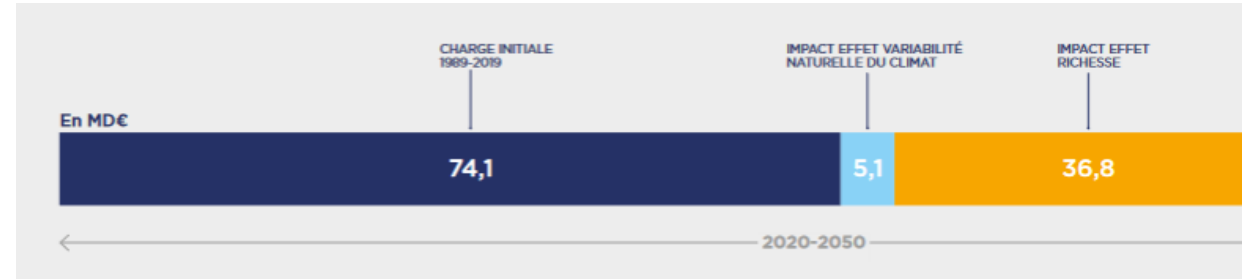 CHARGE INITIALE
1989-2019
IMPACT EFFET VARIABILITÉ
NATURELLE DU CLIMAT
IMPACT EFFET
RICHESSE
En MD€
74,1
5,1
36,8
2020-2050